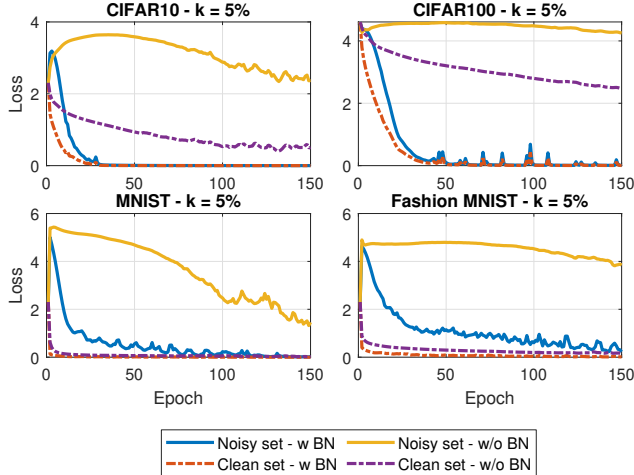 CIFAR10 - k = 5%
CIFAR100 - k = 5%
Loss
4
2
0
0 50 100 150
4
2
0
0 50 100 150
MNIST - k = 5%
Fashion MNIST - k = 5%
Loss
6
4
2
0
0 50 100 150
6
4
2
0
0 50 100 150
Epoch
Epoch
Noisy set - w BN
Noisy set - w/o BN
Clean set - w BN
Clean set - w/o BN